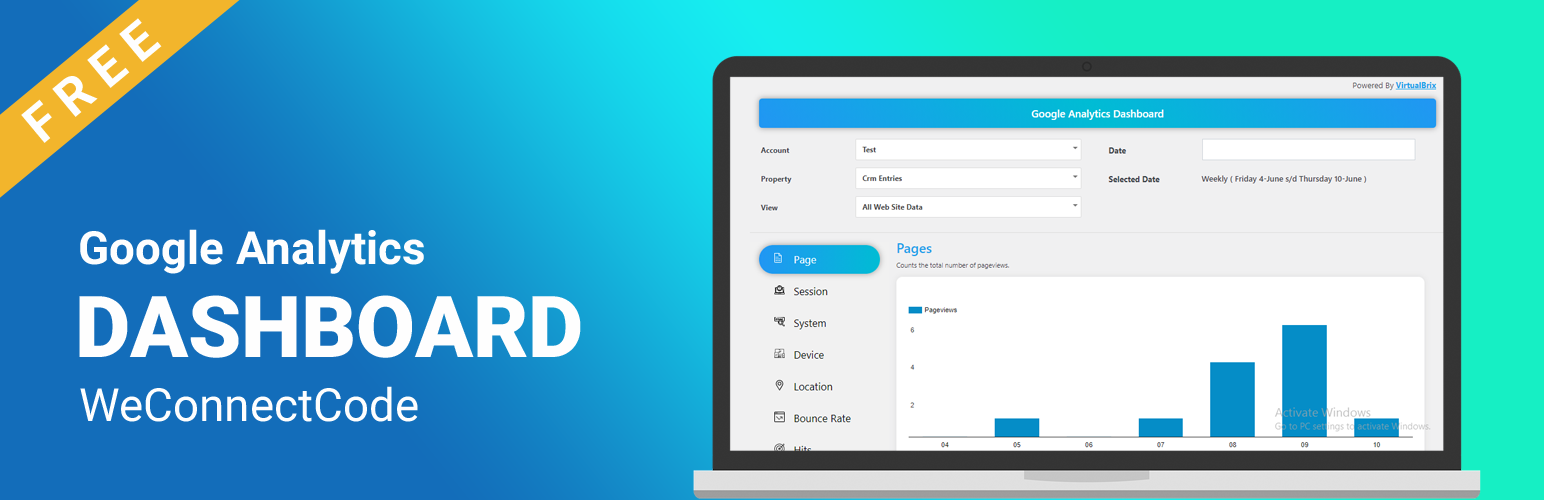 FREE
Google Analytics
DASHBOARD
WeConnectCode
Powered By VirtualBrix
Google Analytics Dashboard
Account Test Date
Property Crm Entries Selected Date Weekly ( Friday 4-June s/d Thursday 10-June )
View All Web Site Data
Page
Session
System
Device
Location
Bounce Rate
Hits
Pages
Counts the total number of pageviews.
Pageviews
6
4
2
04 05 06 07 08 09 10
Activate Windows
Go to PC settings to activate Windows.